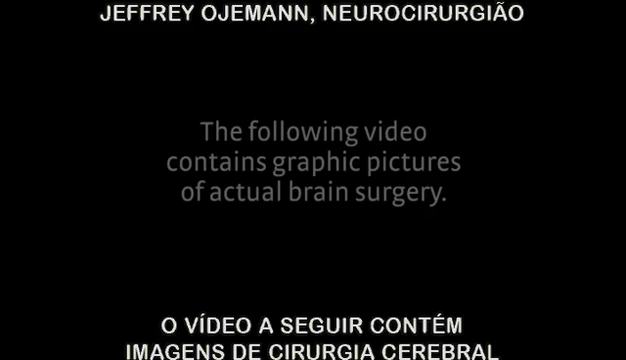 JEFFREY OJEMANN, NEUROCIRURGIÃO
The following video
contains graphic pictures
of actual brain surgery.
O VÍDEO A SEGUIR CONTÉM
IMAGENS DE CIRURGIA CEREBRAL